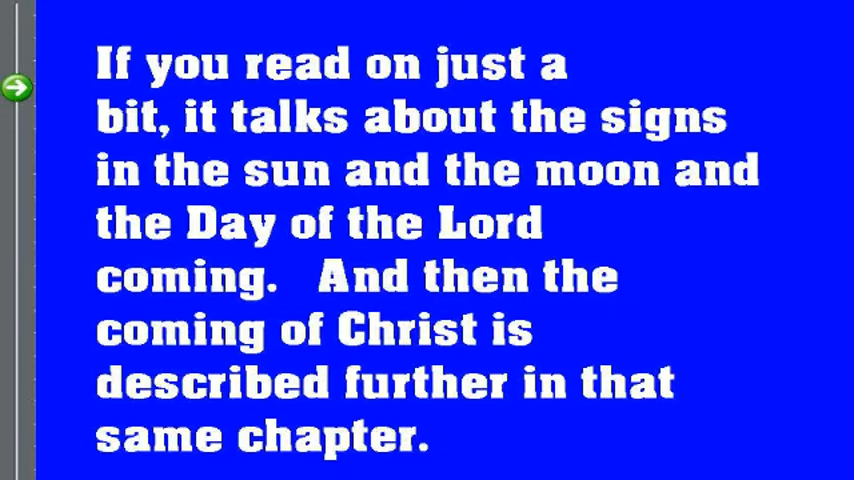 If you read on just a
bit, it talks about the signs
in the sun and the moon and
the Day of the Lord
coming.   And then the
coming of Christ is
described further in that
same chapter.